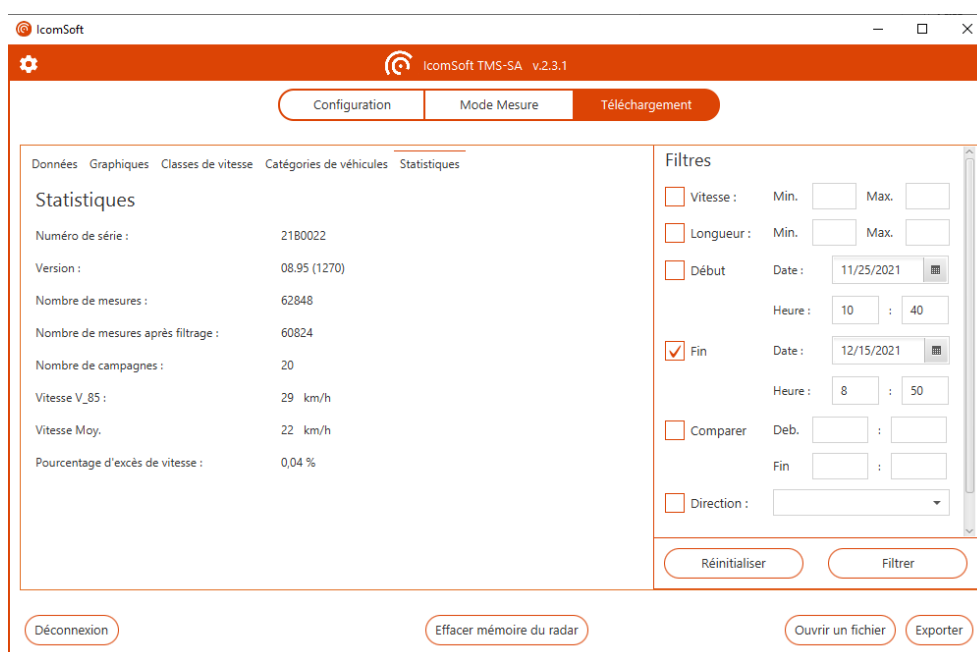 IcomSoft
IcomSoft TMS-SA v.2.3.1
Configuration
Mode Mesure
Téléchargement
Données Graphiques Classes de vitesse Catégories de véhicules Statistiques
Statistiques
Numéro de série : 21B0022
Version : 08.95 (1270)
Nombre de mesures : 62848
Nombre de mesures après filtrage : 60824
Nombre de campagnes : 20
Vitesse V_85 : 29 km/h
Vitesse Moy. 22 km/h
Pourcentage d'excès de vitesse : 0,04 %
Filtres
Vitesse : Min. Max.
Longueur : Min. Max.
Début Date : 11/25/2021
Heure : 10 : 40
Fin Date : 12/15/2021
Heure : 8 : 50
Comparer Deb. :
Fin :
Direction :
Réinitialiser Filtrer
Déconnexion Effacer mémoire du radar Ouvrir un fichier Exporter